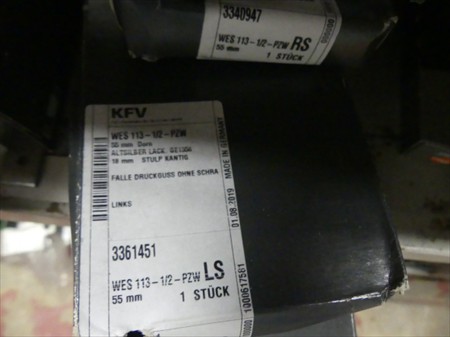 3340947
WES 113-1/2-PZW RS
55 mm 1 STÜCK
KFV
WES 113-1/2-PZW
55 mm Dorn
ALTSILBER LACK.
18 mm STULP KANTIG
FALLE DRUCKGUSS OHNE SCHRA
LINKS
3361451
WES 113-1/2-PZW LS
55 mm 1 STÜCK
MADE IN GERMANY
01.08.2019
1000617561